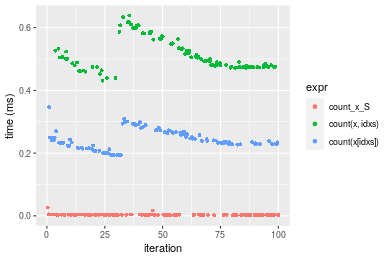 0.6
0.4
0.2
0.0
time (ms)
0
25
50
75
100
iteration
expr
count_x_S
count(x, idxs)
count(x[idxs])